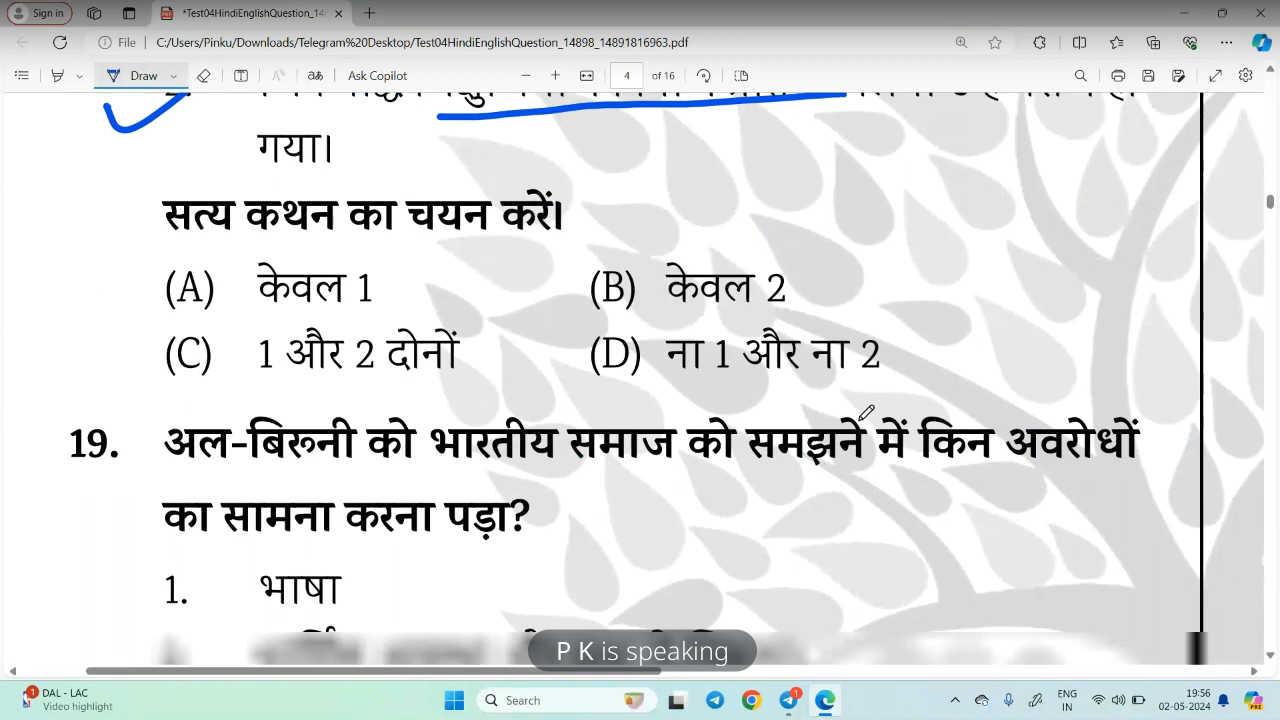 Sign in
*Test04HindiEnglishQuestion_14
File C:/Users/Pinku/Downloads/Telegram%20Desktop/Test04HindiEnglishQuestion_14898_14891816963.pdf
Draw Ask Copilot 4 of 16
गया।
सत्य कथन का चयन करें।
(A) केवल 1 (B) केवल 2
(C) 1 और 2 दोनों (D) ना 1 और ना 2
19. अल-बिरूनी को भारतीय समाज को समझने में किन अवरोधों
का सामना करना पड़ा?
1. भाषा
P K is speaking
DAL - LAC
Video highlight
Search
ENG
IN
19:56
02-05-2024